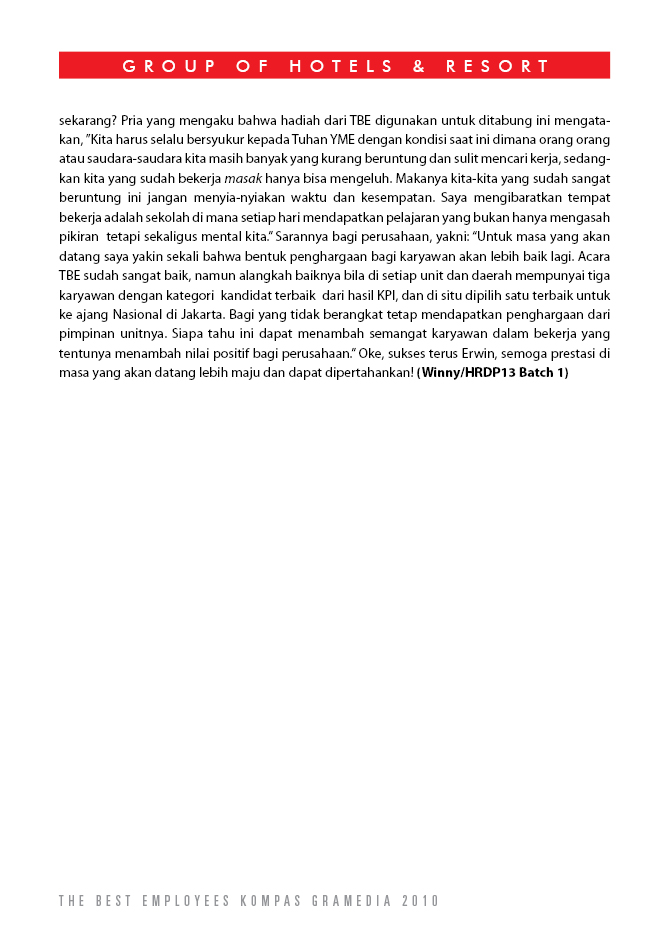 GROUP OF HOTELS & RESORT
sekarang? Pria yang mengaku bahwa hadiah dari TBE digunakan untuk ditabung ini mengata-
kan, ”Kita harus selalu bersyukur kepada Tuhan YME dengan kondisi saat ini dimana orang orang
atau saudara-saudara kita masih banyak yang kurang beruntung dan sulit mencari kerja, sedang-
kan kita yang sudah bekerja masak hanya bisa mengeluh. Makanya kita-kita yang sudah sangat
beruntung ini jangan menyia-nyiakan waktu dan kesempatan. Saya mengibaratkan tempat
bekerja adalah sekolah di mana setiap hari mendapatkan pelajaran yang bukan hanya mengasah
pikiran tetapi sekaligus mental kita.” Sarannya bagi perusahaan, yakni: “Untuk masa yang akan
datang saya yakin sekali bahwa bentuk penghargaan bagi karyawan akan lebih baik lagi. Acara
TBE sudah sangat baik, namun alangkah baiknya bila di setiap unit dan daerah mempunyai tiga
karyawan dengan kategori kandidat terbaik dari hasil KPI, dan di situ dipilih satu terbaik untuk
ke ajang Nasional di Jakarta. Bagi yang tidak berangkat tetap mendapatkan penghargaan dari
pimpinan unitnya. Siapa tahu ini dapat menambah semangat karyawan dalam bekerja yang
tentunya menambah nilai positif bagi perusahaan.” Oke, sukses terus Erwin, semoga prestasi di
masa yang akan datang lebih maju dan dapat dipertahankan! (Winny/HRDP13 Batch 1)
THE BEST EMPLOYEES KOMPAS GRAMEDIA 2010